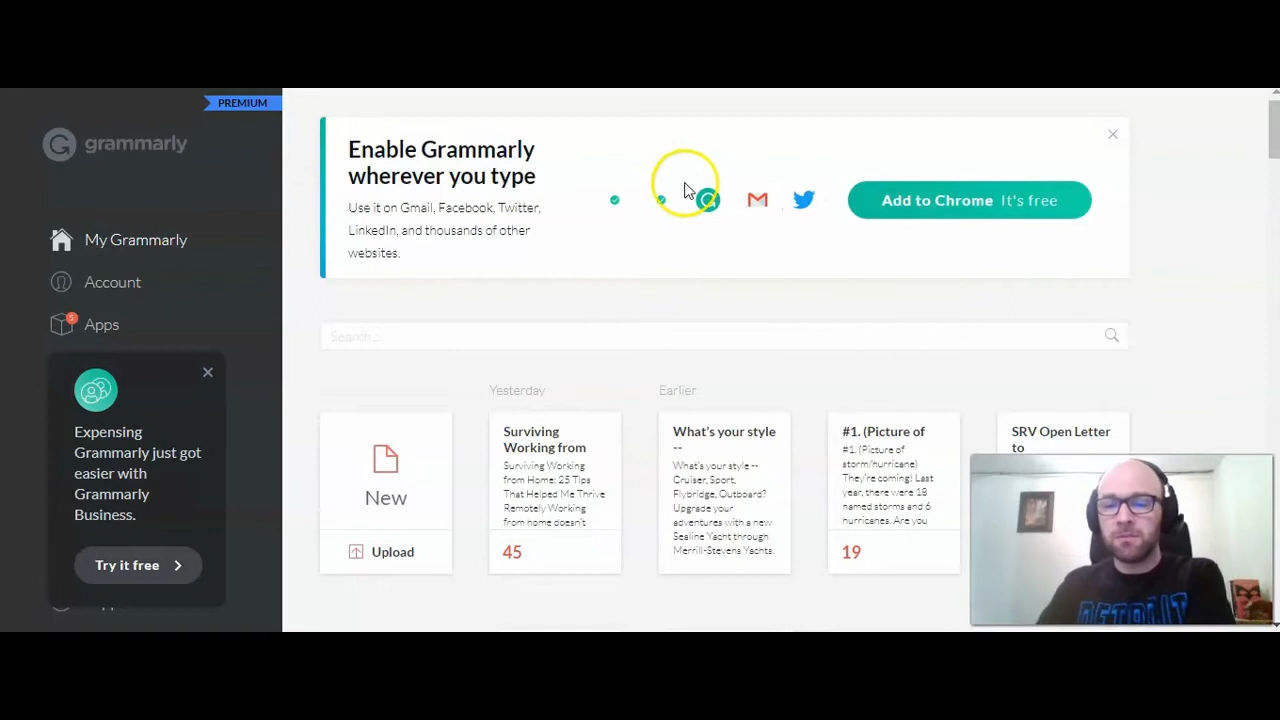 PREMIUM
grammarly
My Grammarly
Account
Apps
Expensing
Grammarly just got
easier with
Grammarly
Business.
Try it free
Enable Grammarly
wherever you type
Use it on Gmail, Facebook, Twitter,
LinkedIn, and thousands of other
websites.
Add to Chrome It's free
Search...
Yesterday
Earlier
New
Upload
Surviving
Working from
Surviving Working
from Home: 25 Tips
That Helped Me Thrive
Remotely Working
from home doesn't
45
What's your style
--
What's your style --
Cruiser, Sport,
Flybridge, Outboard?
Upgrade your
adventures with a new
Sealine Yacht through
Merrill-Stevens Yachts.
#1. (Picture of
#1. (Picture of
storm/hurricane)
They're coming! Last
year, there were 18
named storms and 6
hurricanes. Are you
19
SRV Open Letter
to
DETROIT